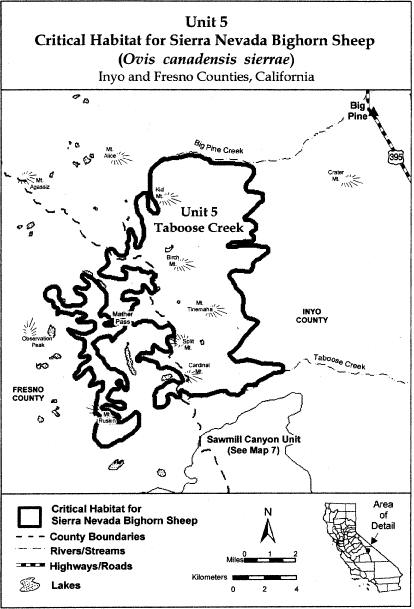 Unit 5
Critical Habitat for Sierra Nevada Bighorn Sheep
(Ovis canadensis sierrae)
Inyo and Fresno Counties, California
Big
Pine
Big Pine Creek
395
Mt.
Alice
Mt.
Agassiz
Kid
Mt.
Crater
Mt.
Unit 5
Taboose Creek
Birch
Mt.
Mt.
Tinemaha
Mather
Pass
INYO
COUNTY
Observation
Peak
Split
Mt.
Taboose Creek
Cardinal
Mt.
FRESNO
COUNTY
Mt.
Ruskin
Sawmill Canyon Unit
(See Map 7)
Critical Habitat for
Sierra Nevada Bighorn Sheep
County Boundaries
Rivers/Streams
Highways/Roads
Lakes
N
Miles 0 1 2
Kilometers
0 2 4
Area
of
Detail